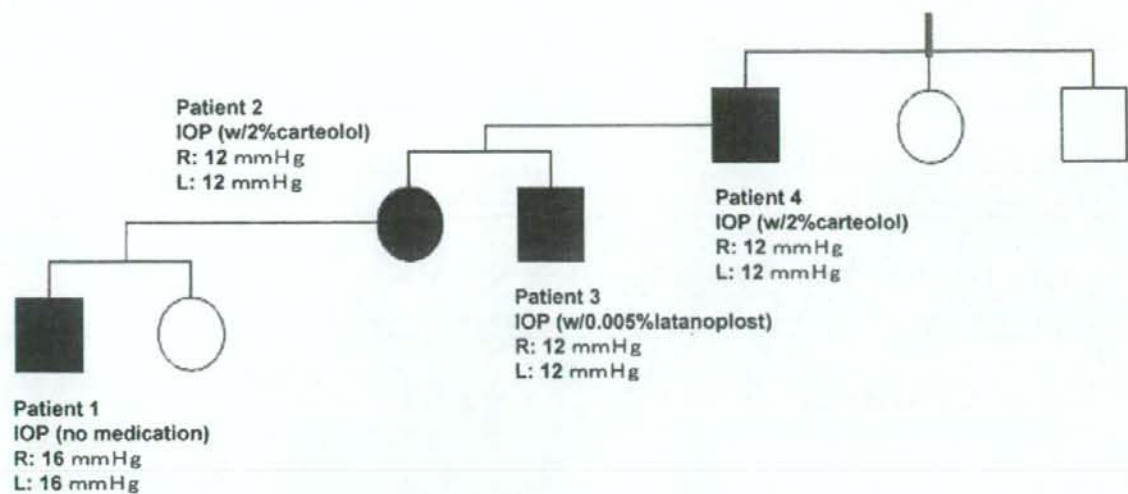 Patient 2
IOP (w/2%carteolol)
R: 12 mmHg
L: 12 mmHg
Patient 4
IOP (w/2%carteolol)
R: 12 mmHg
L: 12 mmHg
Patient 3
IOP (w/0.005%latanoplost)
R: 12 mmHg
L: 12 mmHg
Patient 1
IOP (no medication)
R: 16 mmHg
L: 16 mmHg